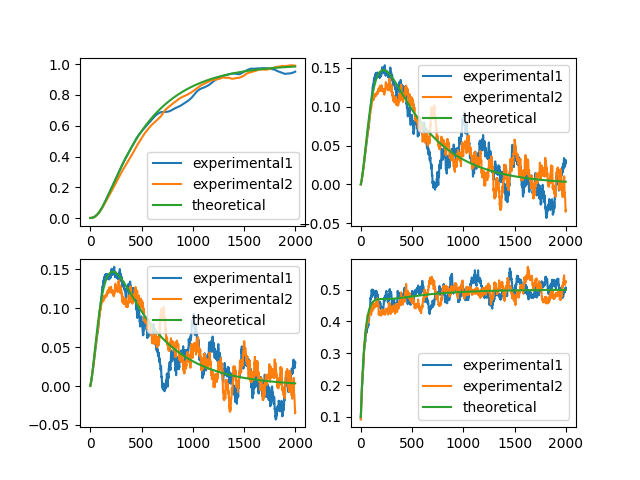 1.0
0.8
0.6
0.4
0.2
0.0
0 500 1000 1500 2000
experimental1
experimental2
theoretical
0.15
0.10
0.05
0.00
−0.05
0 500 1000 1500 2000
experimental1
experimental2
theoretical
0.15
0.10
0.05
0.00
−0.05
0 500 1000 1500 2000
experimental1
experimental2
theoretical
0.5
0.4
0.3
0.2
0.1
0 500 1000 1500 2000
experimental1
experimental2
theoretical